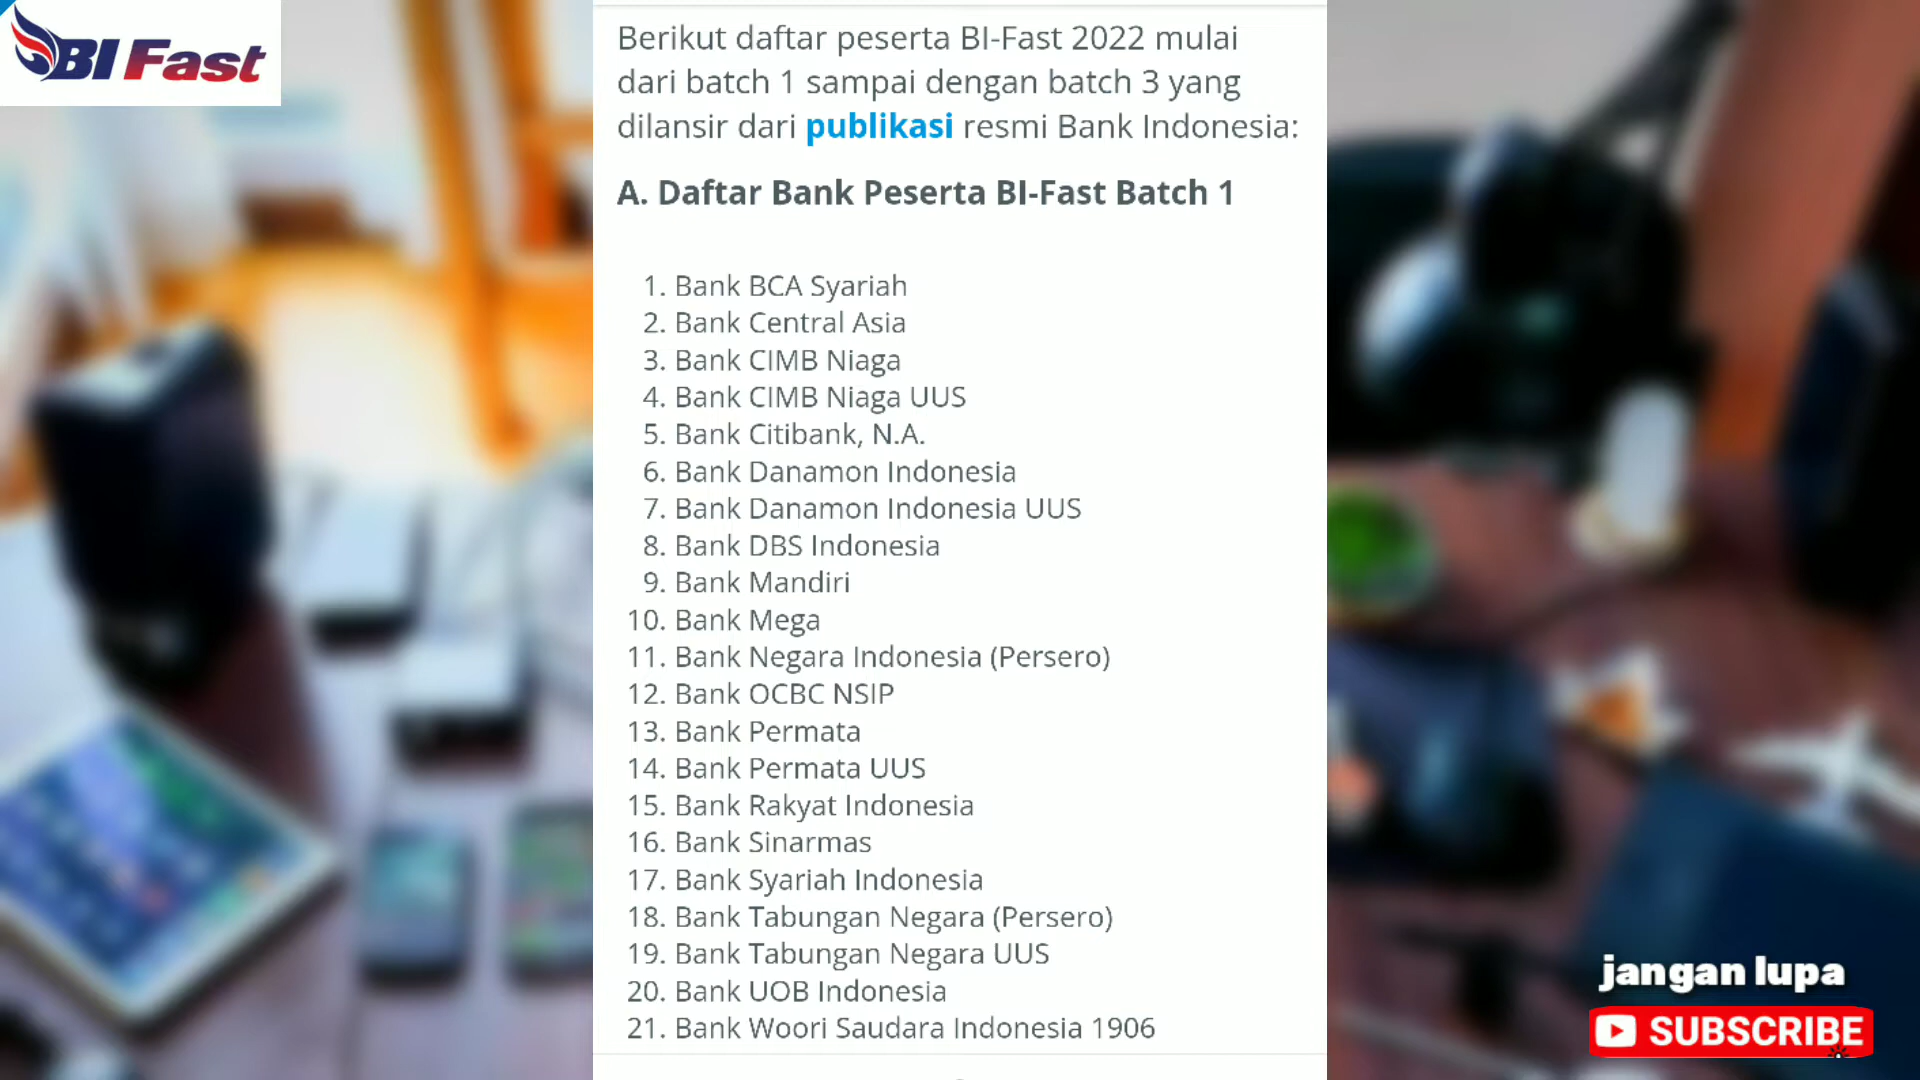 BI Fast
Berikut daftar peserta BI-Fast 2022 mulai
dari batch 1 sampai dengan batch 3 yang
dilansir dari publikasi resmi Bank Indonesia:
A. Daftar Bank Peserta BI-Fast Batch 1
1. Bank BCA Syariah
2. Bank Central Asia
3. Bank CIMB Niaga
4. Bank CIMB Niaga UUS
5. Bank Citibank, N.A.
6. Bank Danamon Indonesia
7. Bank Danamon Indonesia UUS
8. Bank DBS Indonesia
9. Bank Mandiri
10. Bank Mega
11. Bank Negara Indonesia (Persero)
12. Bank OCBC NSIP
13. Bank Permata
14. Bank Permata UUS
15. Bank Rakyat Indonesia
16. Bank Sinarmas
17. Bank Syariah Indonesia
18. Bank Tabungan Negara (Persero)
19. Bank Tabungan Negara UUS
20. Bank UOB Indonesia
21. Bank Woori Saudara Indonesia 1906
jangan lupa
SUBSCRIBE